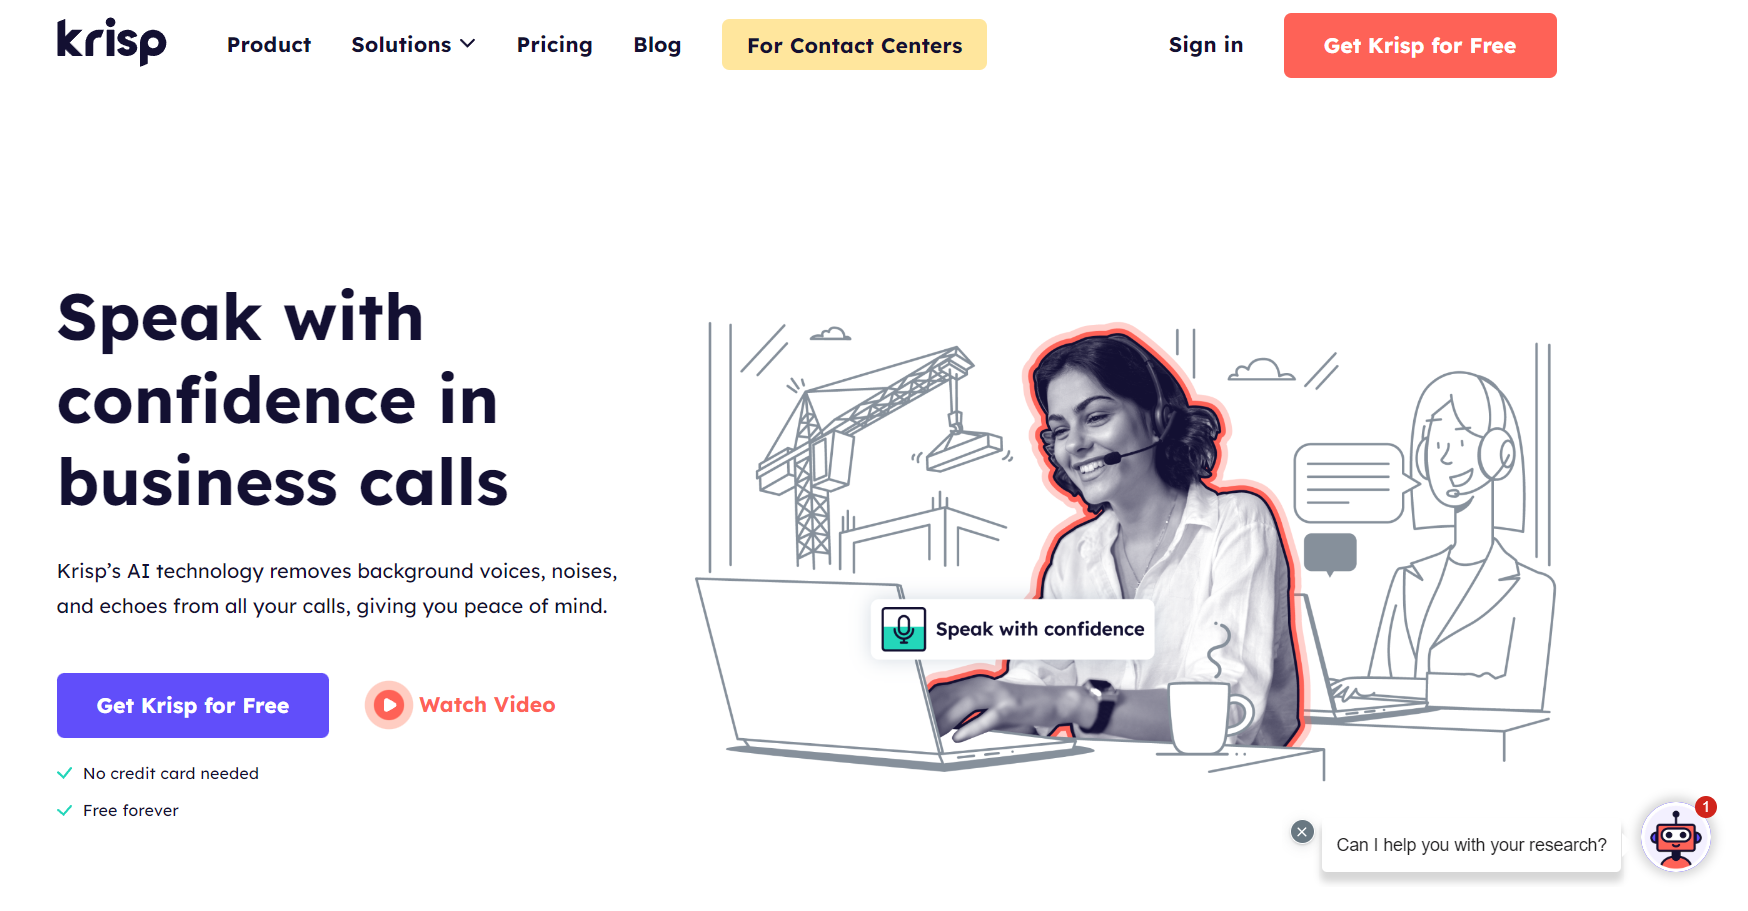 krisp
Product
Solutions
Pricing
Blog
For Contact Centers
Sign in
Get Krisp for Free
Speak with
confidence in
business calls
Krisp's AI technology removes background voices, noises,
and echoes from all your calls, giving you peace of mind.
Get Krisp for Free
Watch Video
No credit card needed
Free forever
Speak with confidence
Can I help you with your research?
1